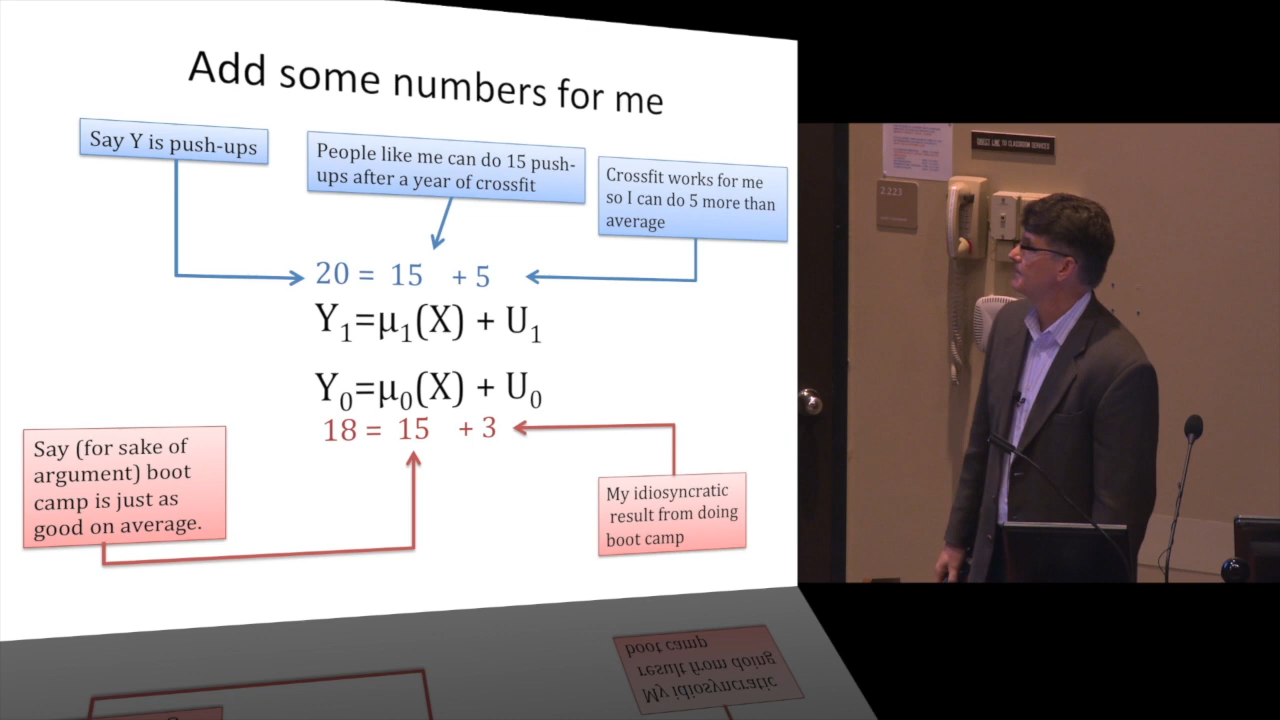 Add some numbers for me
Say Y is push-ups
People like me can do 15 push-
ups after a year of crossfit
Crossfit works for me
so I can do 5 more than
average
20 = 15 + 5
Y₁=μ₁(X) + U₁
Y₀=μ₀(X) + U₀
18 = 15 + 3
Say (for sake of
argument) boot
camp is just as
good on average.
My idiosyncratic
result from doing
boot camp
2.223